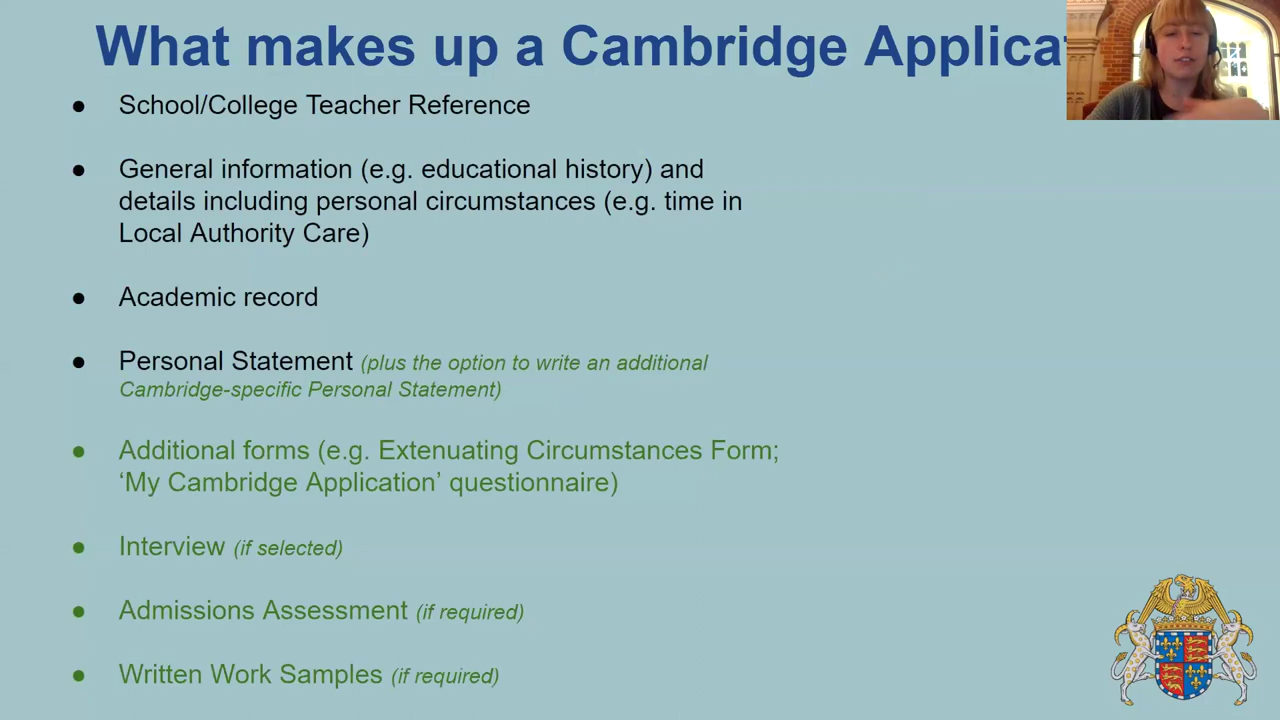 What makes up a Cambridge Applicat
● School/College Teacher Reference
● General information (e.g. educational history) and
details including personal circumstances (e.g. time in
Local Authority Care)
● Academic record
● Personal Statement (plus the option to write an additional
Cambridge-specific Personal Statement)
● Additional forms (e.g. Extenuating Circumstances Form;
‘My Cambridge Application’ questionnaire)
● Interview (if selected)
● Admissions Assessment (if required)
● Written Work Samples (if required)